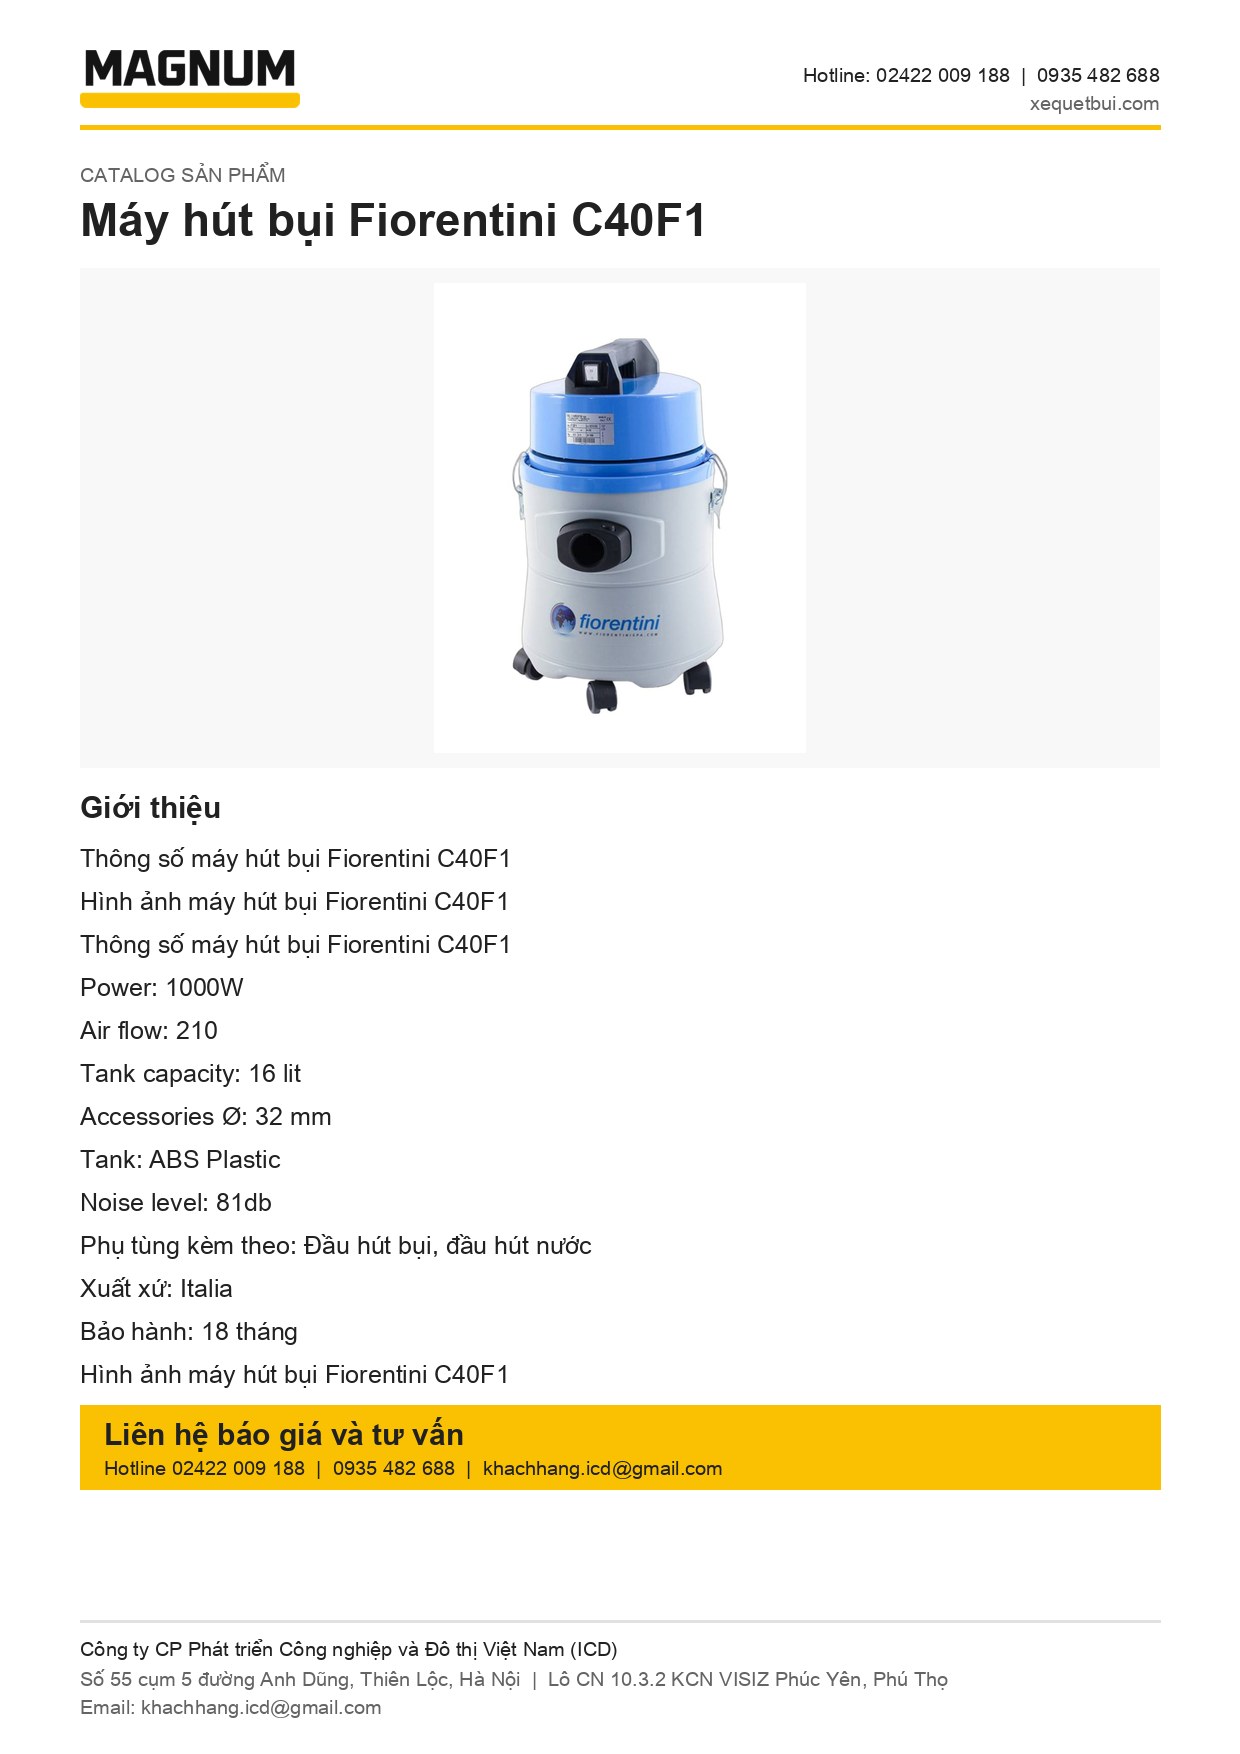 MAGNUM
Hotline: 02422 009 188 | 0935 482 688
xequetbui.com
CATALOG SẢN PHẨM
Máy hút bụi Fiorentini C40F1
fiorentini
WWW.FIORENTINISPA.COM
Giới thiệu
Thông số máy hút bụi Fiorentini C40F1
Hình ảnh máy hút bụi Fiorentini C40F1
Thông số máy hút bụi Fiorentini C40F1
Power: 1000W
Air flow: 210
Tank capacity: 16 lit
Accessories Ø: 32 mm
Tank: ABS Plastic
Noise level: 81db
Phụ tùng kèm theo: Đầu hút bụi, đầu hút nước
Xuất xứ: Italia
Bảo hành: 18 tháng
Hình ảnh máy hút bụi Fiorentini C40F1
Liên hệ báo giá và tư vấn
Hotline 02422 009 188 | 0935 482 688 | khachhang.icd@gmail.com
Công ty CP Phát triển Công nghiệp và Đô thị Việt Nam (ICD)
Số 55 cụm 5 đường Anh Dũng, Thiên Lộc, Hà Nội | Lô CN 10.3.2 KCN VISIZ Phúc Yên, Phú Thọ
Email: khachhang.icd@gmail.com